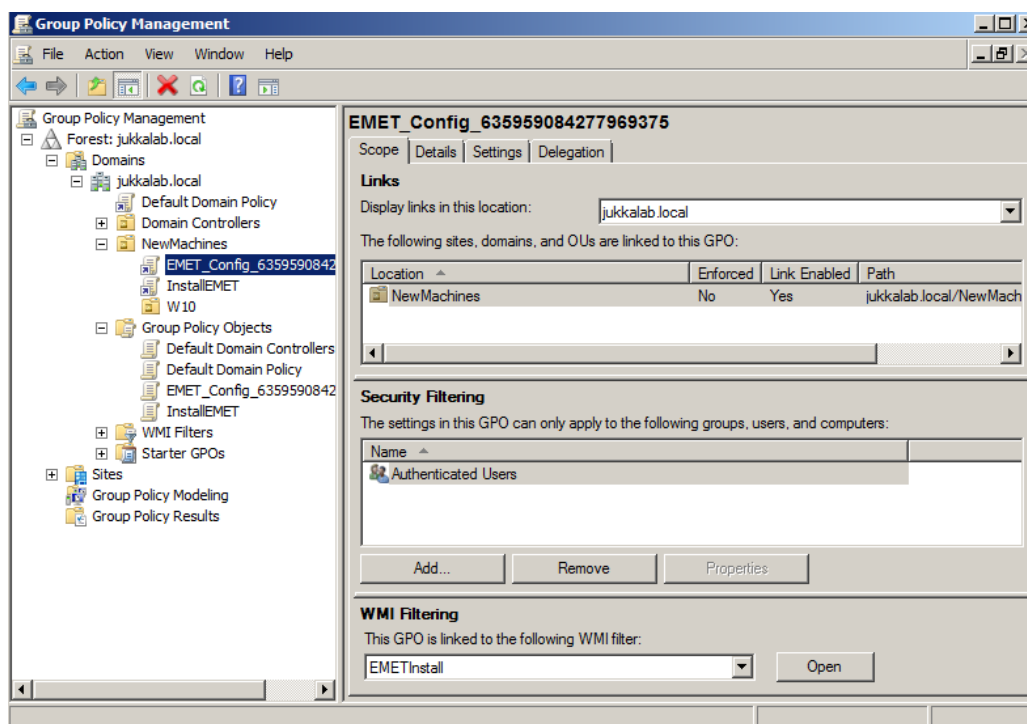 Group Policy Management
File Action View Window Help
Group Policy Management
Forest: jukkalab.local
Domains
jukkalab.local
Default Domain Policy
Domain Controllers
NewMachines
EMET_Config_6359590842
InstallEMET
W10
Group Policy Objects
Default Domain Controllers
Default Domain Policy
EMET_Config_6359590842
InstallEMET
WMI Filters
Starter GPOs
Sites
Group Policy Modeling
Group Policy Results
EMET_Config_635959084277969375
Scope Details Settings Delegation
Links
Display links in this location: jukkalab.local
The following sites, domains, and OUs are linked to this GPO:
Location Enforced Link Enabled Path
NewMachines No Yes jukkalab.local/NewMach
Security Filtering
The settings in this GPO can only apply to the following groups, users, and computers:
Name
Authenticated Users
Add... Remove Properties
WMI Filtering
This GPO is linked to the following WMI filter:
EMETInstall Open